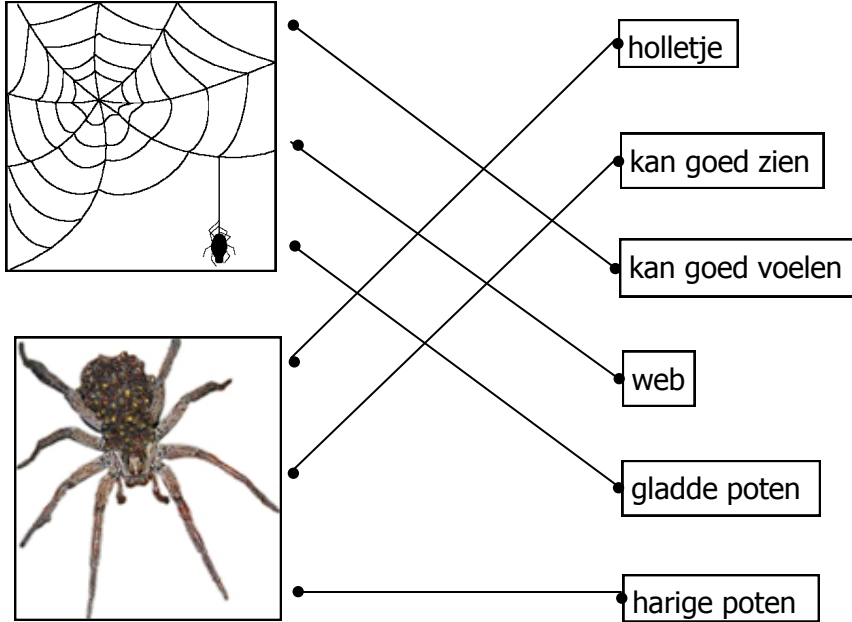 holletje
kan goed zien
kan goed voelen
web
gladde poten
harige poten